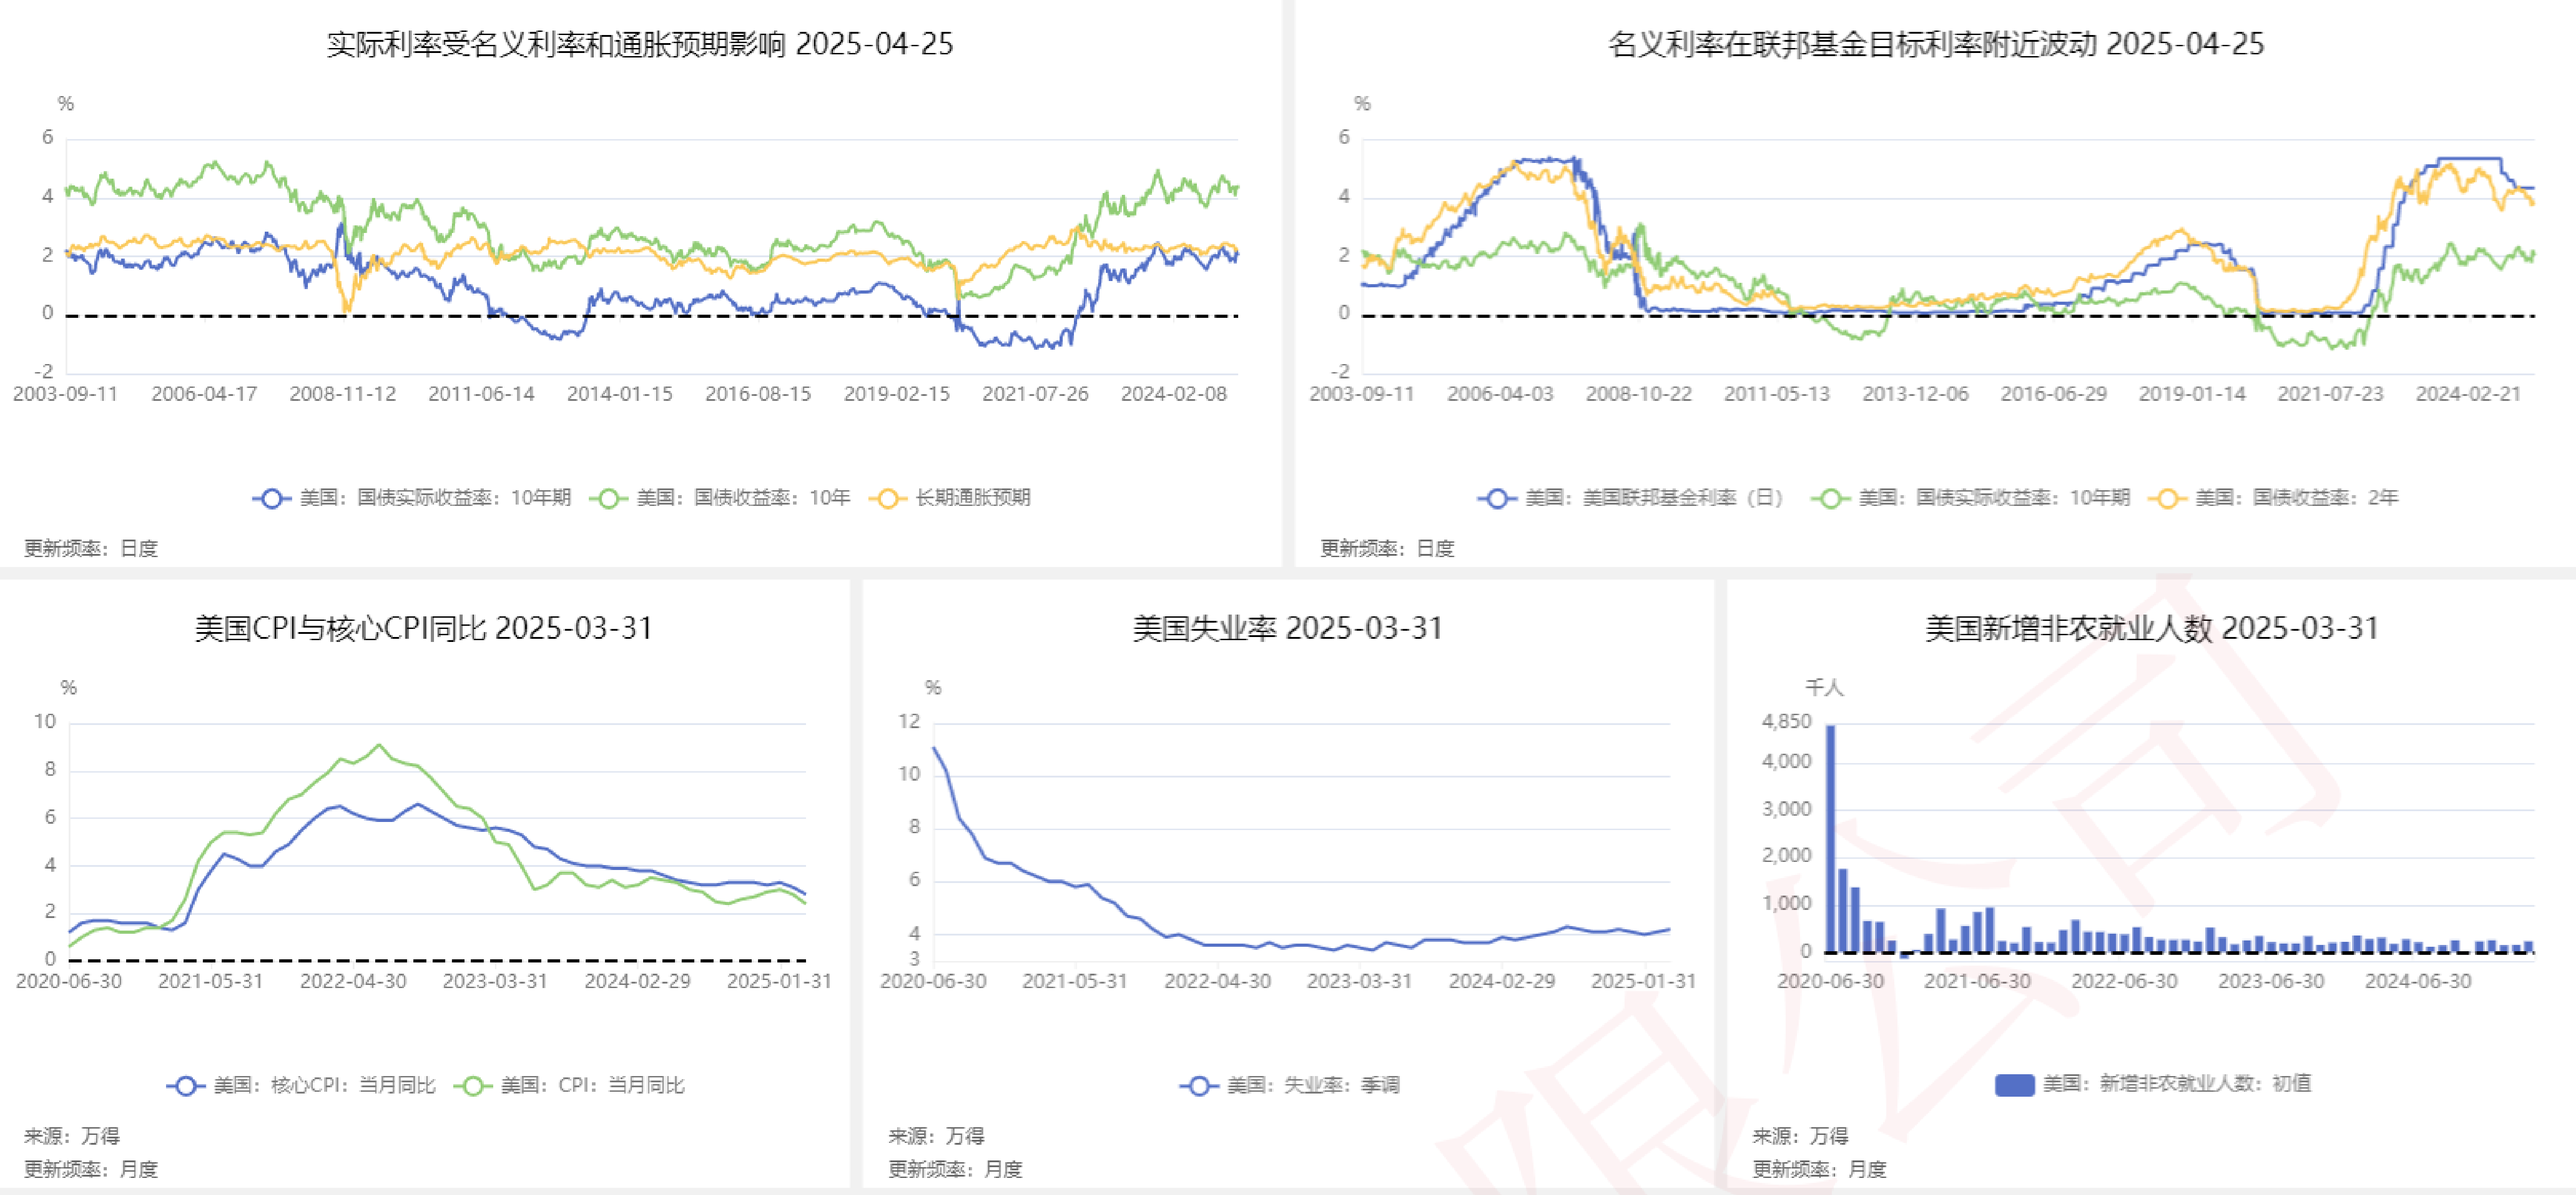 实际利率受名义利率和通胀预期影响 2025-04-25
%
6
4
2
0
-2
2003-09-11 2006-04-17 2008-11-12 2011-06-14 2014-01-15 2016-08-15 2019-02-15 2021-07-26 2024-02-08
美国：国债实际收益率：10年期 美国：国债收益率：10年 长期通胀预期
更新频率：日度
名义利率在联邦基金目标利率附近波动 2025-04-25
%
6
4
2
0
-2
2003-09-11 2006-04-03 2008-10-22 2011-05-13 2013-12-06 2016-06-29 2019-01-14 2021-07-23 2024-02-21
美国：美国联邦基金利率（日） 美国：国债实际收益率：10年期 美国：国债收益率：2年
更新频率：日度
美国CPI与核心CPI同比 2025-03-31
%
10
8
6
4
2
0
2020-06-30 2021-05-31 2022-04-30 2023-03-31 2024-02-29 2025-01-31
美国：核心CPI：当月同比 美国：CPI：当月同比
来源：万得
更新频率：月度
美国失业率 2025-03-31
%
12
10
8
6
4
3
2020-06-30 2021-05-31 2022-04-30 2023-03-31 2024-02-29 2025-01-31
美国：失业率：季调
来源：万得
更新频率：月度
美国新增非农就业人数 2025-03-31
千人
4,850
4,000
3,000
2,000
1,000
0
2020-06-30 2021-06-30 2022-06-30 2023-06-30 2024-06-30
美国：新增非农就业人数：初值
来源：万得
更新频率：月度
限公司